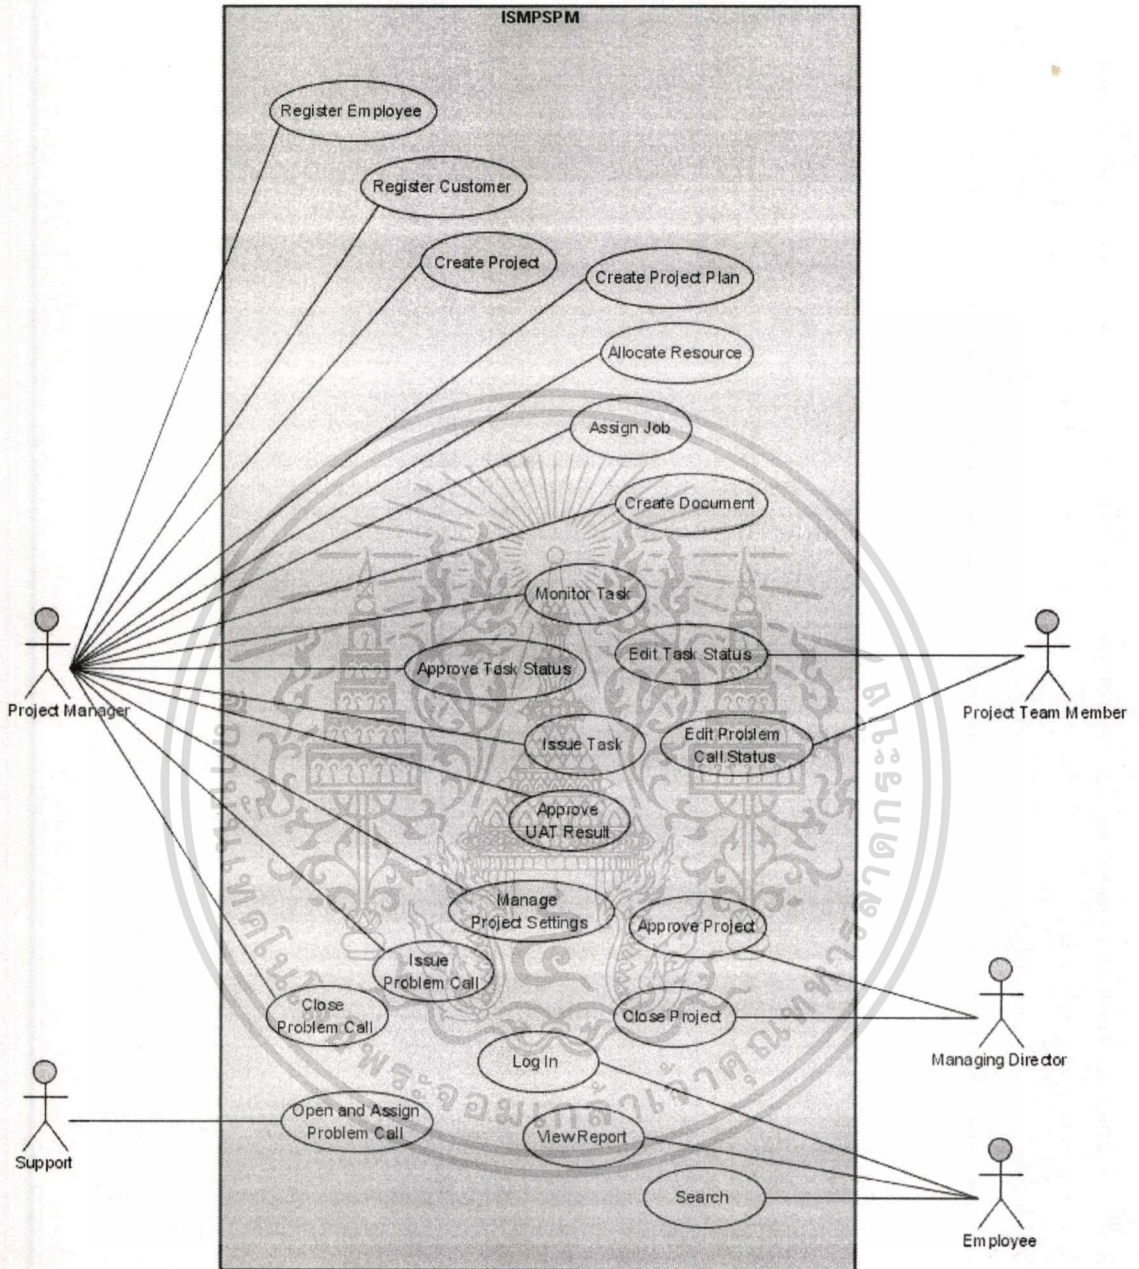 ISMPSPM
Register Employee
Register Customer
Create Project
Create Project Plan
Allocate Resource
Assign Job
Create Document
Monitor Task
Edit Task Status
Approve Task Status
Project Manager
Project Team Member
Issue Task
Edit Problem
Call Status
Approve
UAT Result
Manage
Project Settings
Approve Project
Issue
Problem Call
Close
Problem Call
Close Project
Managing Director
Log In
Open and Assign
Problem Call
View Report
Support
Search
Employee